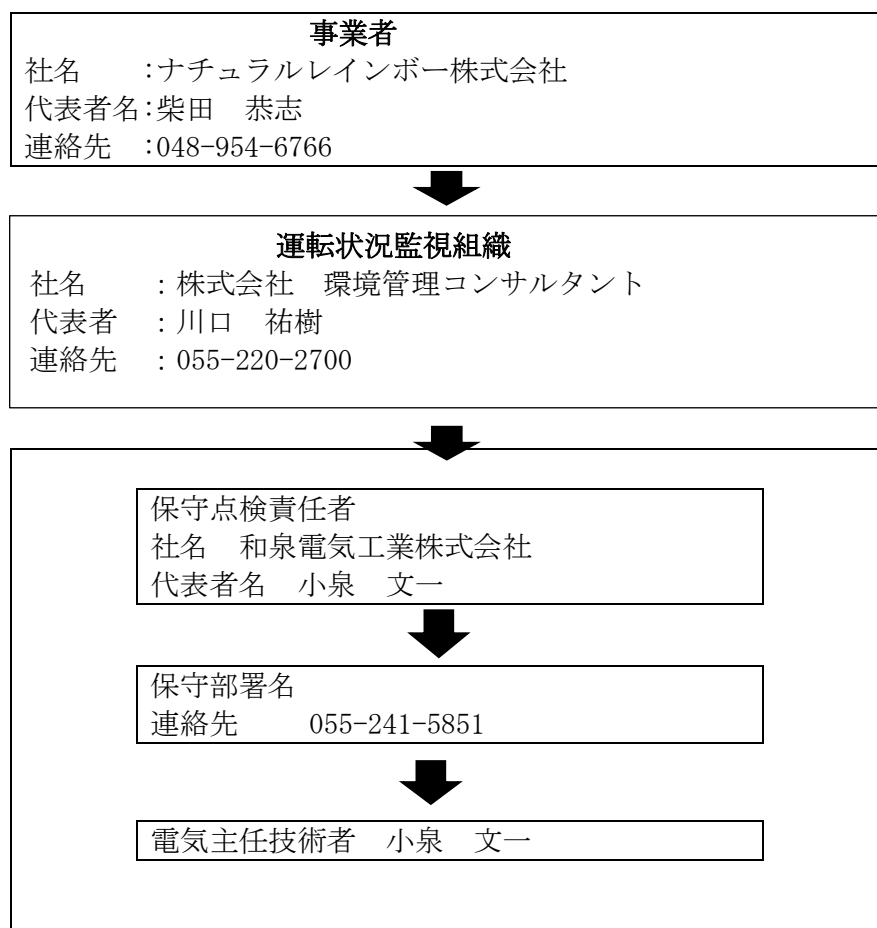 事業者
社名　　:ナチュラルレインボー株式会社
代表者名:柴田　恭志
連絡先　:048-954-6766
運転状況監視組織
社名　　：株式会社　環境管理コンサルタント
代表者　：川口　祐樹
連絡先　：055-220-2700
保守点検責任者
社名　和泉電気工業株式会社
代表者名　小泉　文一
保守部署名
連絡先　　055-241-5851
電気主任技術者　小泉　文一